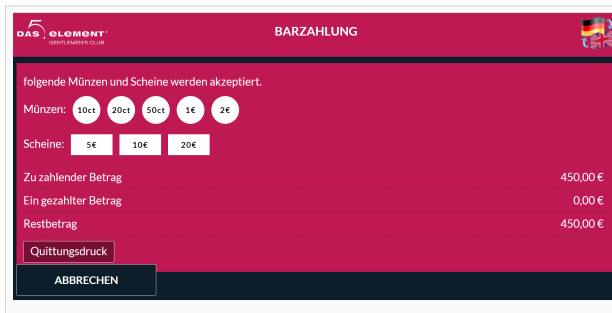 5.
DAS ELEMENT
GENTLEMEN'S CLUB
BARZAHLUNG
folgende Münzen und Scheine werden akzeptiert.
Münzen: 10ct 20ct 50ct 1€ 2€
Scheine: 5€ 10€ 20€
Zu zahlender Betrag 450,00 €
Ein gezahlter Betrag 0,00 €
Restbetrag 450,00 €
Quittungsdruck
ABBRECHEN